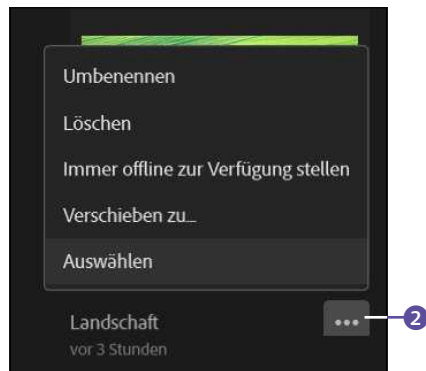 Umbenennen
Löschen
Immer offline zur Verfügung stellen
Verschieben zu...
Auswählen
Landschaft
2
vor 3 Stunden